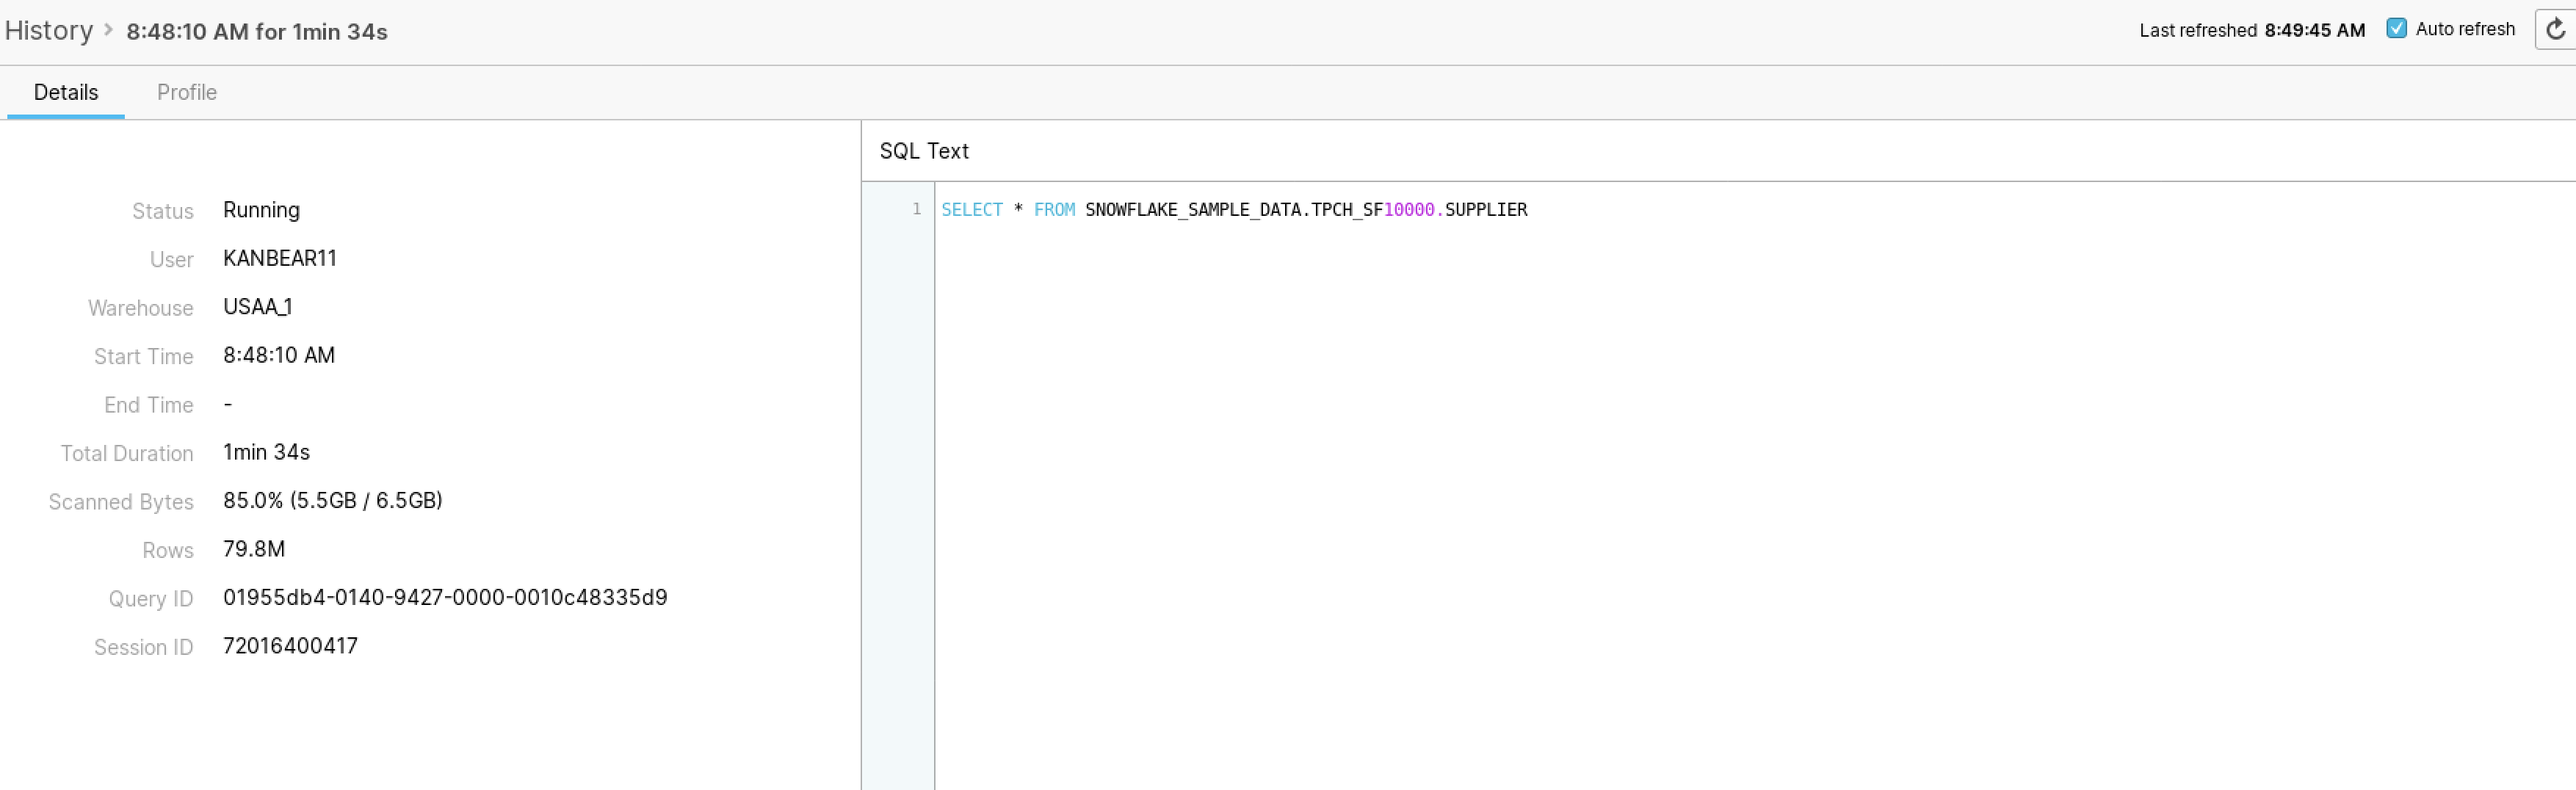 History > 8:48:10 AM for 1min 34s
Last refreshed 8:49:45 AM Auto refresh
Details Profile
SQL Text
1 SELECT * FROM SNOWFLAKE_SAMPLE_DATA.TPCH_SF10000.SUPPLIER
Status Running
User KANBEAR11
Warehouse USAA_1
Start Time 8:48:10 AM
End Time -
Total Duration 1min 34s
Scanned Bytes 85.0% (5.5GB / 6.5GB)
Rows 79.8M
Query ID 01955db4-0140-9427-0000-0010c48335d9
Session ID 72016400417